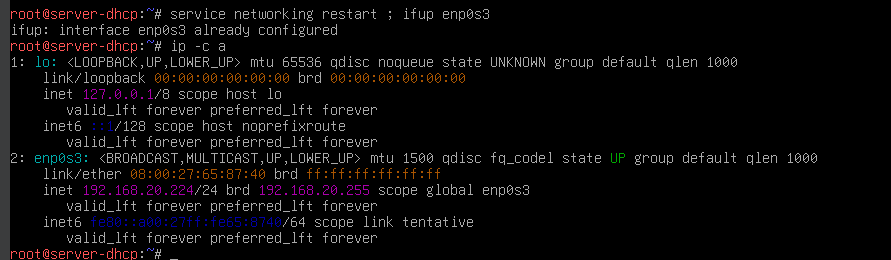 root@server-dhcp:~# service networking restart ; ifup enp0s3
ifup: interface enp0s3 already configured
root@server-dhcp:~# ip -c a
1: lo: <LOOPBACK,UP,LOWER_UP> mtu 65536 qdisc noqueue state UNKNOWN group default qlen 1000
link/loopback 00:00:00:00:00:00 brd 00:00:00:00:00:00
inet 127.0.0.1/8 scope host lo
valid_lft forever preferred_lft forever
inet6 ::1/128 scope host noprefixroute
valid_lft forever preferred_lft forever
2: enp0s3: <BROADCAST,MULTICAST,UP,LOWER_UP> mtu 1500 qdisc fq_codel state UP group default qlen 1000
link/ether 08:00:27:65:87:40 brd ff:ff:ff:ff:ff:ff
inet 192.168.20.224/24 brd 192.168.20.255 scope global enp0s3
valid_lft forever preferred_lft forever
inet6 fe80::a00:27ff:fe65:8740/64 scope link tentative
valid_lft forever preferred_lft forever
root@server-dhcp:~# _